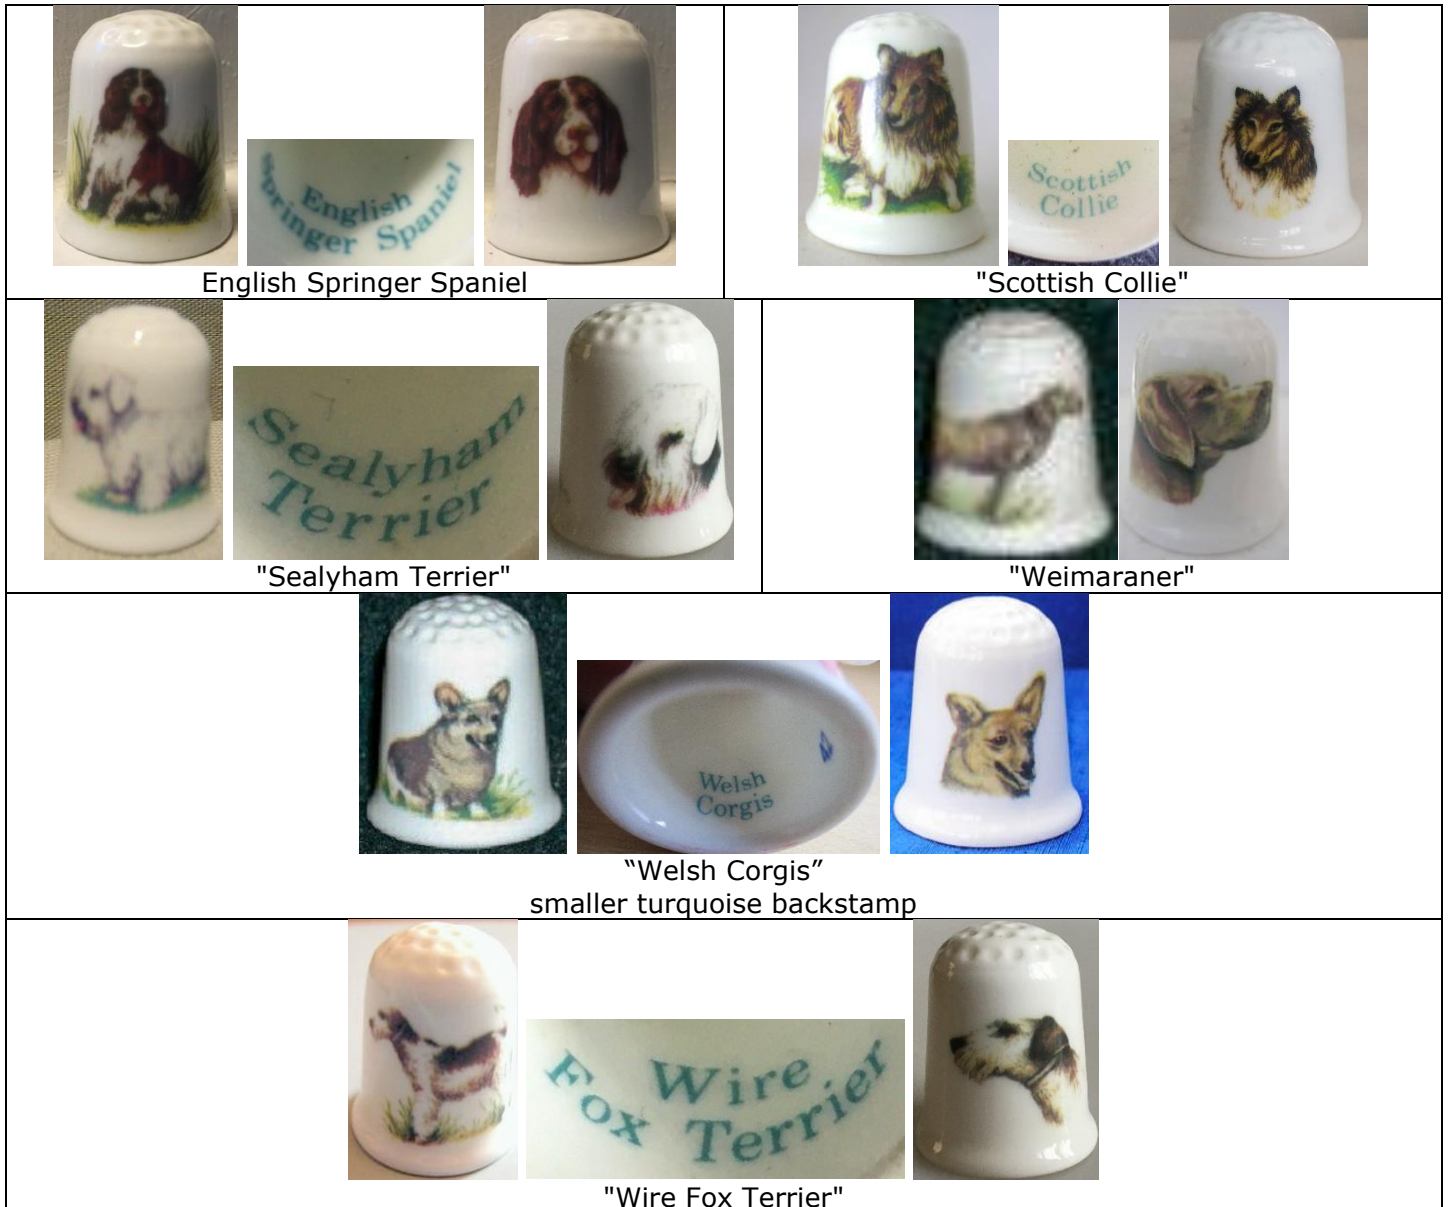 English
Springer Spaniel
English Springer Spaniel
Scottish
Collie
"Scottish Collie"
Sealyham
Terrier
"Sealyham Terrier"
"Weimaraner"
Welsh
Corgis
“Welsh Corgis”
smaller turquoise backstamp
Wire
Fox Terrier
"Wire Fox Terrier"